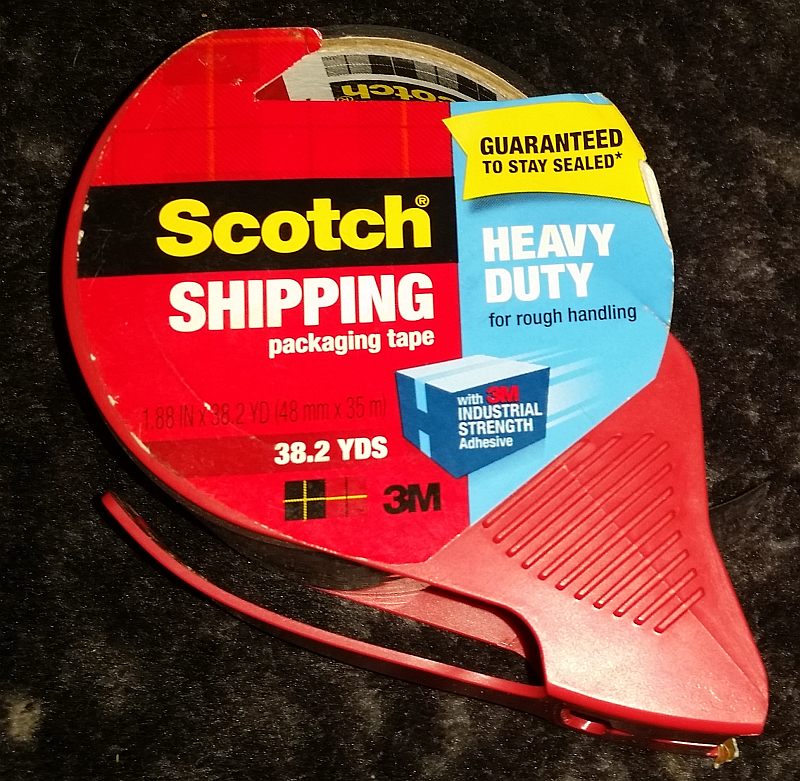 Scotch®
Scotch®
SHIPPING
packaging tape
1.88 IN x 38.2 YD (48 mm x 35 m)
38.2 YDS
3M
GUARANTEED
TO STAY SEALED*
HEAVY
DUTY
for rough handling
with 3M
INDUSTRIAL
STRENGTH
Adhesive